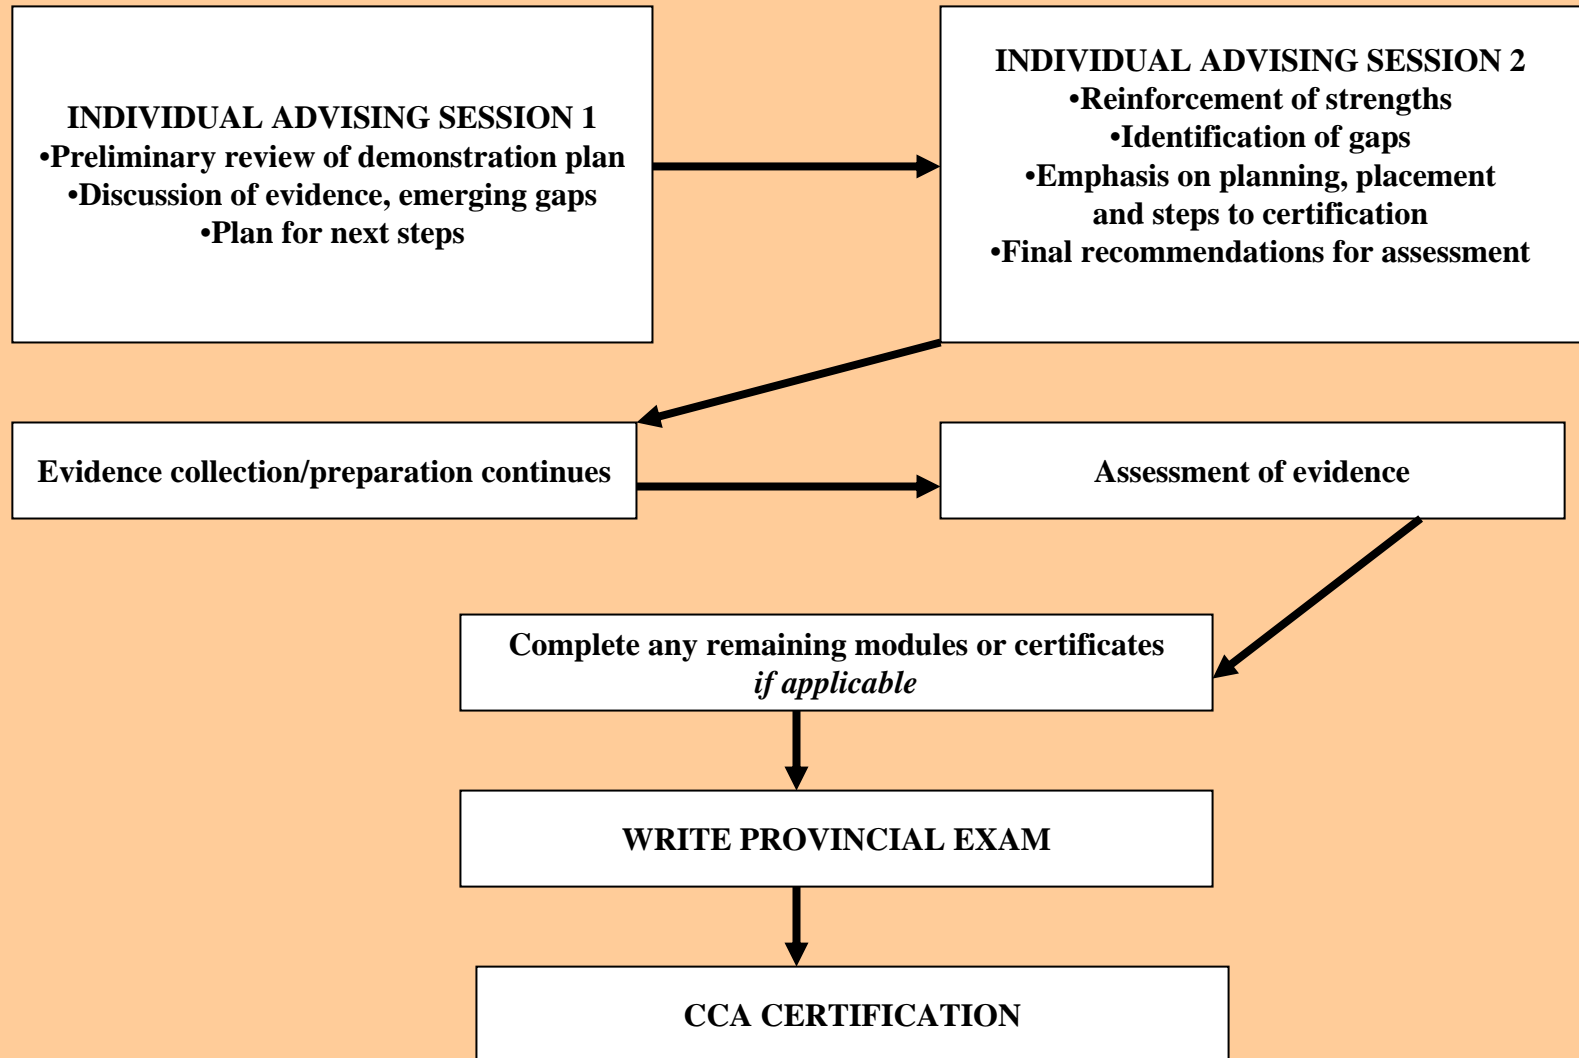 INDIVIDUAL ADVISING SESSION 1
•Preliminary review of demonstration plan
•Discussion of evidence, emerging gaps
•Plan for next steps
INDIVIDUAL ADVISING SESSION 2
•Reinforcement of strengths
•Identification of gaps
•Emphasis on planning, placement
and steps to certification
•Final recommendations for assessment
Evidence collection/preparation continues
Assessment of evidence
Complete any remaining modules or certificates
if applicable
WRITE PROVINCIAL EXAM
CCA CERTIFICATION